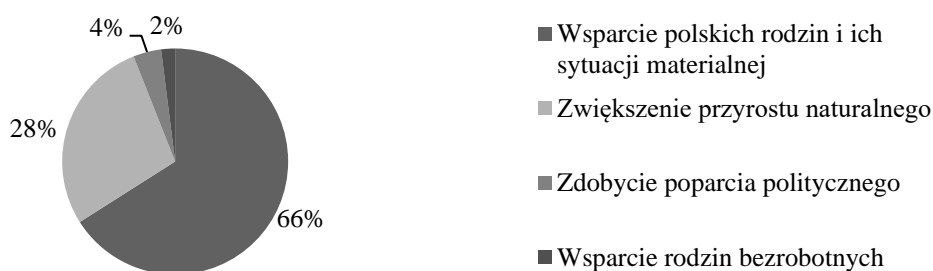 4% 2%
Wsparcie polskich rodzin i ich
sytuacji materialnej
Zwiększenie przyrostu naturalnego
28%
Zdobycie poparcia politycznego
66%
Wsparcie rodzin bezrobotnych